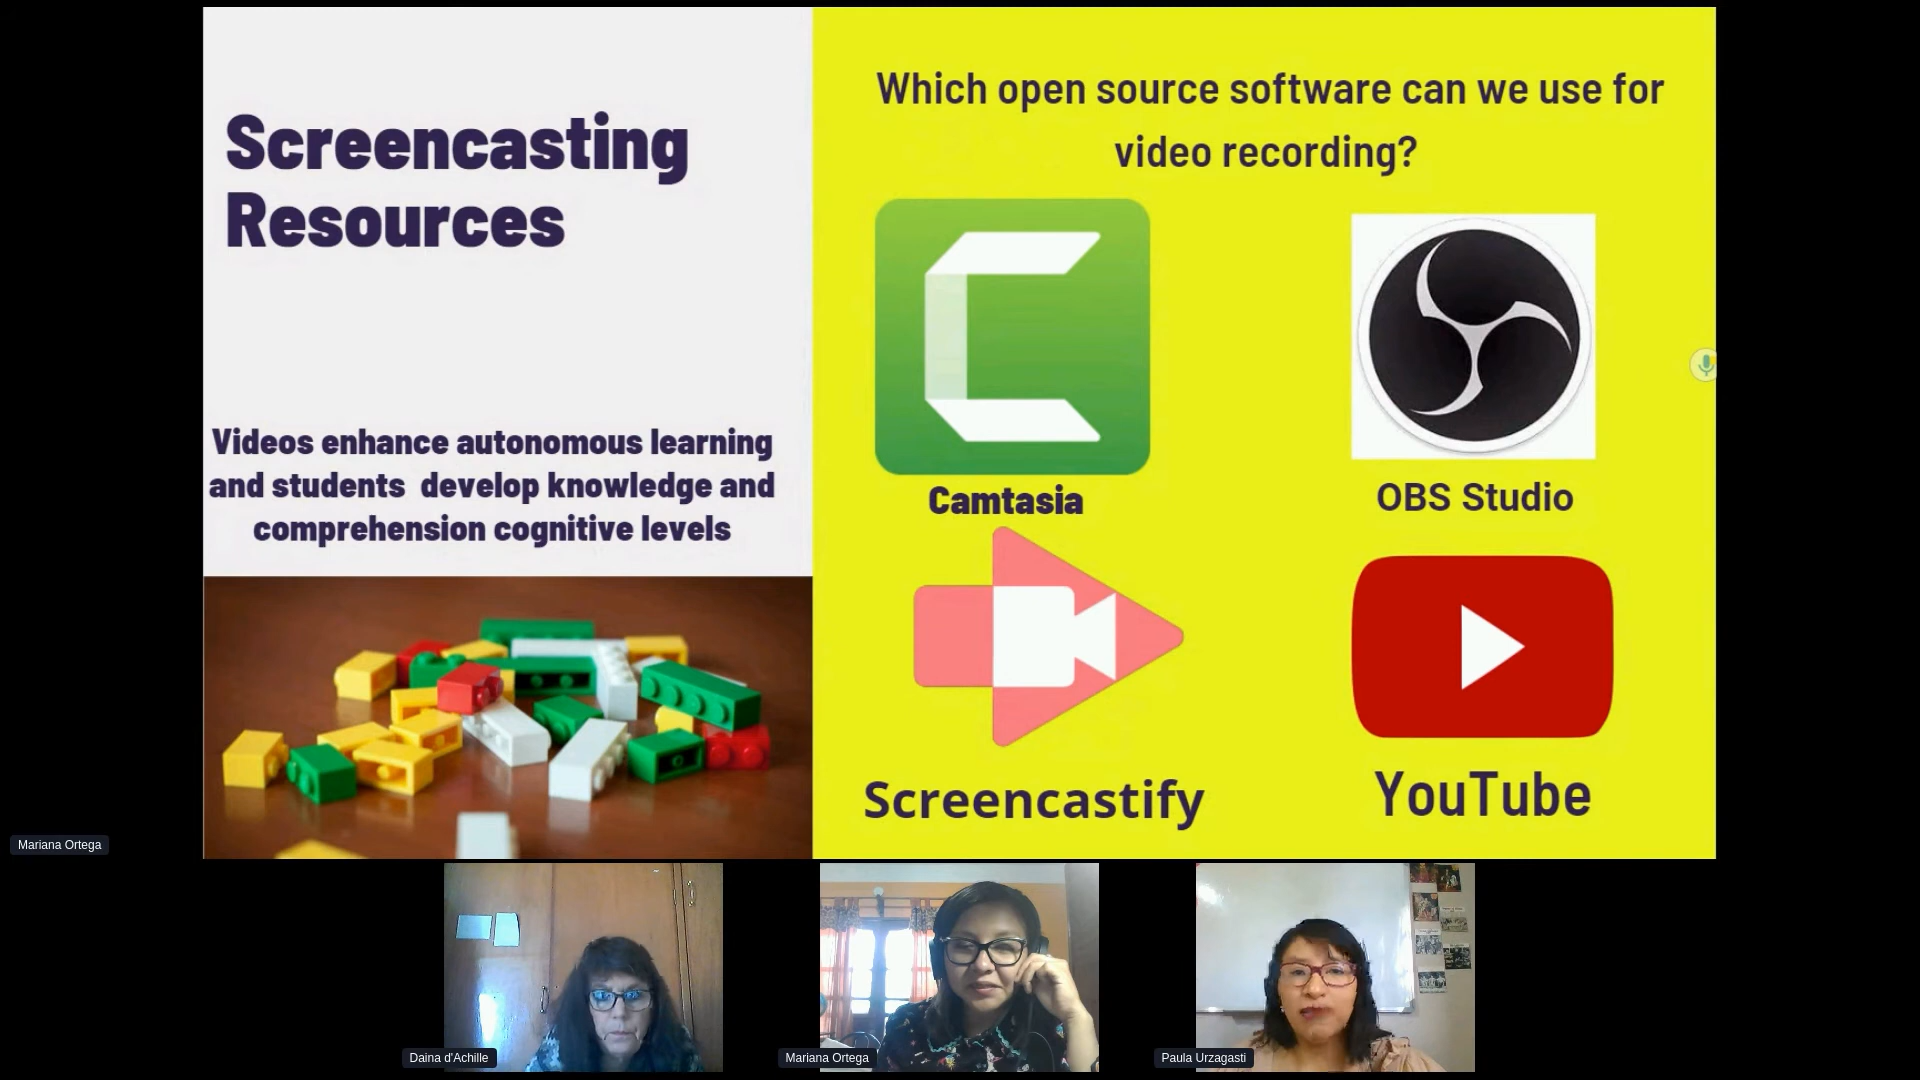 Screencasting
Resources
Videos enhance autonomous learning
and students develop knowledge and
comprehension cognitive levels
Which open source software can we use for
video recording?
Camtasia
OBS Studio
Screencastify
YouTube
Mariana Ortega
Daina d'Achille
Mariana Ortega
Paula Urzagasti